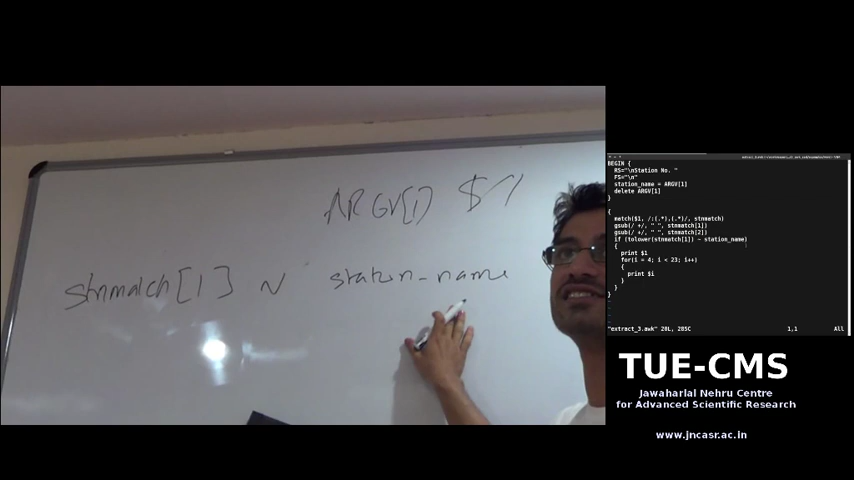 ARGV[1] $1
stnmatch[1] ~ station_name
BEGIN {
RS="\nStation No. "
FS="\n"
station_name = ARGV[1]
delete ARGV[1]
}
{
match($1, /:(.*),(.*)/, stnmatch)
gsub(/ +/, " ", stnmatch[1])
gsub(/ +/, " ", stnmatch[2])
if (tolower(stnmatch[1]) ~ station_name)
{
print $1
for(i = 4; i < 23; i++)
{
print $i
}
}
}
~
~
"extract_3.awk" 20L, 285C 1,1 All
TUE-CMS
Jawaharlal Nehru Centre
for Advanced Scientific Research
www.jncasr.ac.in